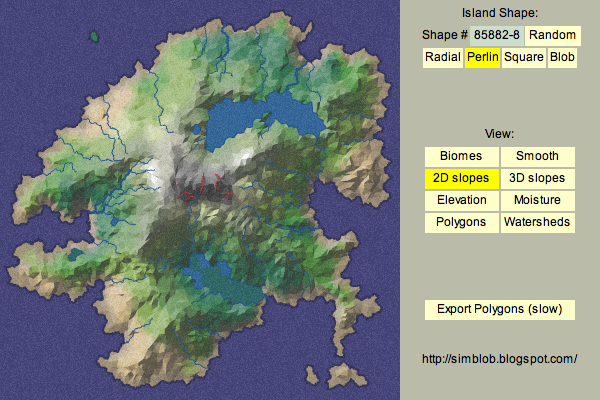 Island Shape:
Shape # 85882-8 Random
Radial Perlin Square Blob
View:
Biomes Smooth
2D slopes 3D slopes
Elevation Moisture
Polygons Watersheds
Export Polygons (slow)
http://simblob.blogspot.com/